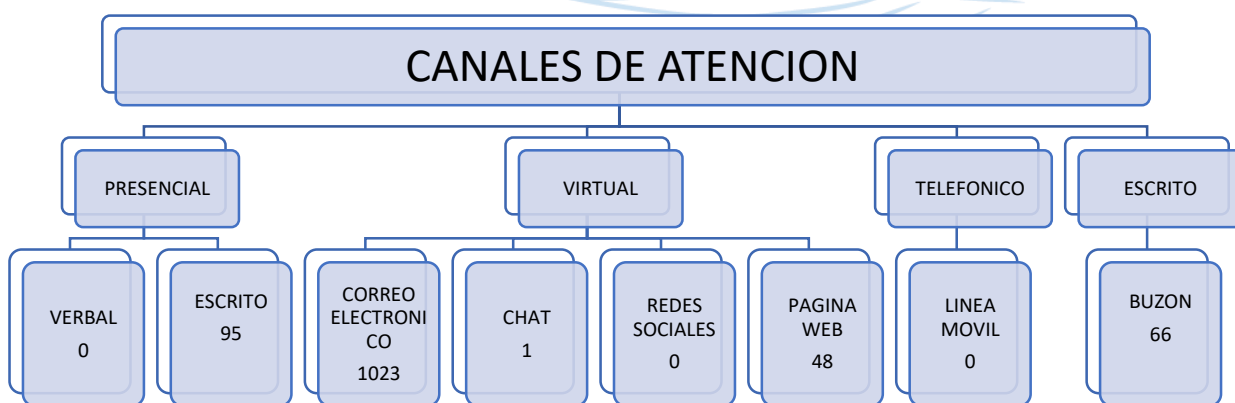 CANALES DE ATENCION
PRESENCIAL
VIRTUAL
TELEFONICO
ESCRITO
VERBAL
0
ESCRITO
95
CORREO
ELECTRONI
CO
1023
CHAT
1
REDES
SOCIALES
0
PAGINA
WEB
48
LINEA
MOVIL
0
BUZON
66